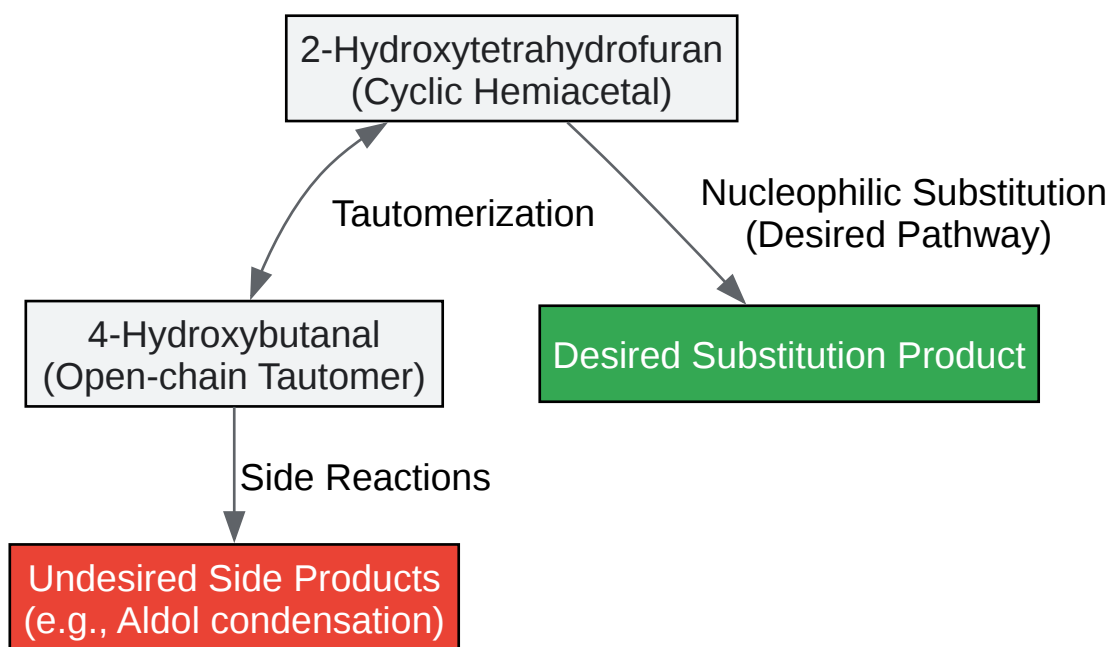 2-Hydroxytetrahydrofuran
(Cyclic Hemiacetal)
Tautomerization
Nucleophilic Substitution
(Desired Pathway)
4-Hydroxybutanal
(Open-chain Tautomer)
Desired Substitution Product
Side Reactions
Undesired Side Products
(e.g., Aldol condensation)